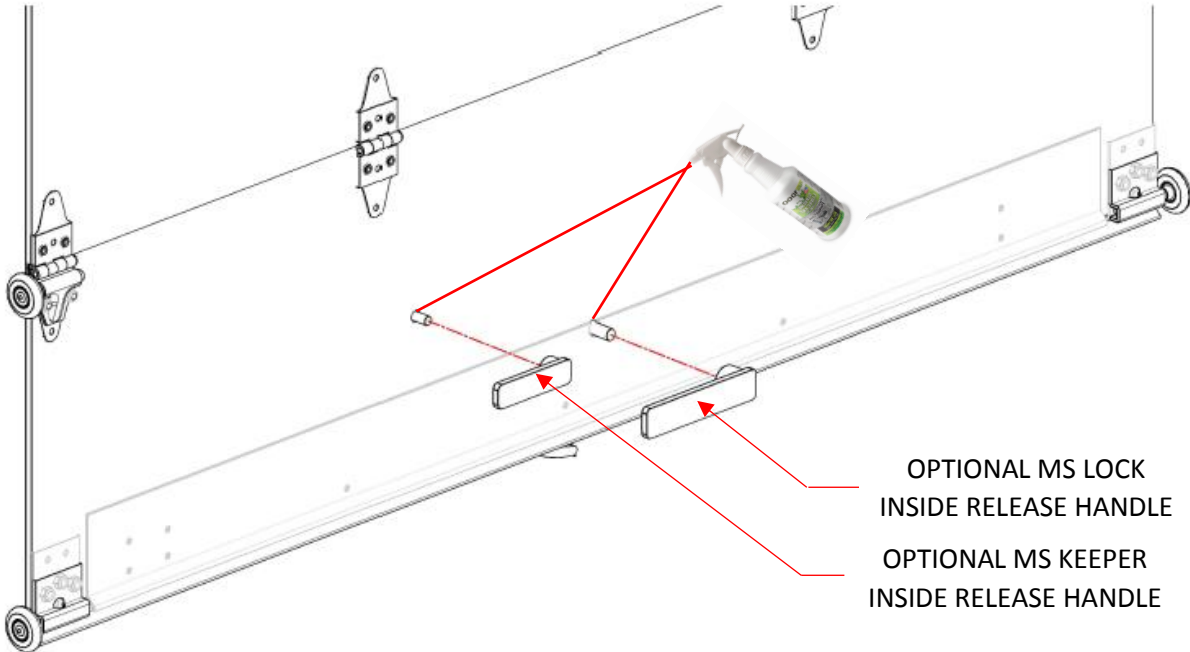 OPTIONAL MS LOCK
INSIDE RELEASE HANDLE
OPTIONAL MS KEEPER
INSIDE RELEASE HANDLE